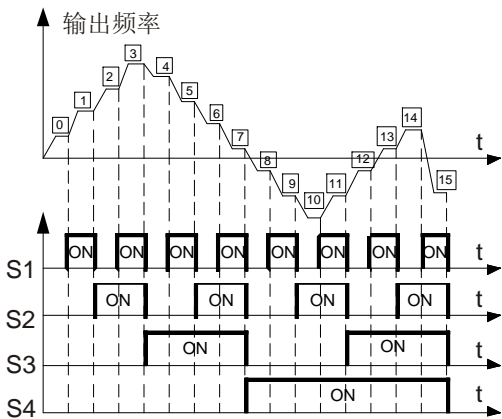 输出频率
0
1
2
3
4
5
6
7
8
9
10
11
12
13
14
15
t
S1 ON ON ON ON ON ON ON ON t
S2 ON ON ON ON t
S3 ON ON t
S4 ON t